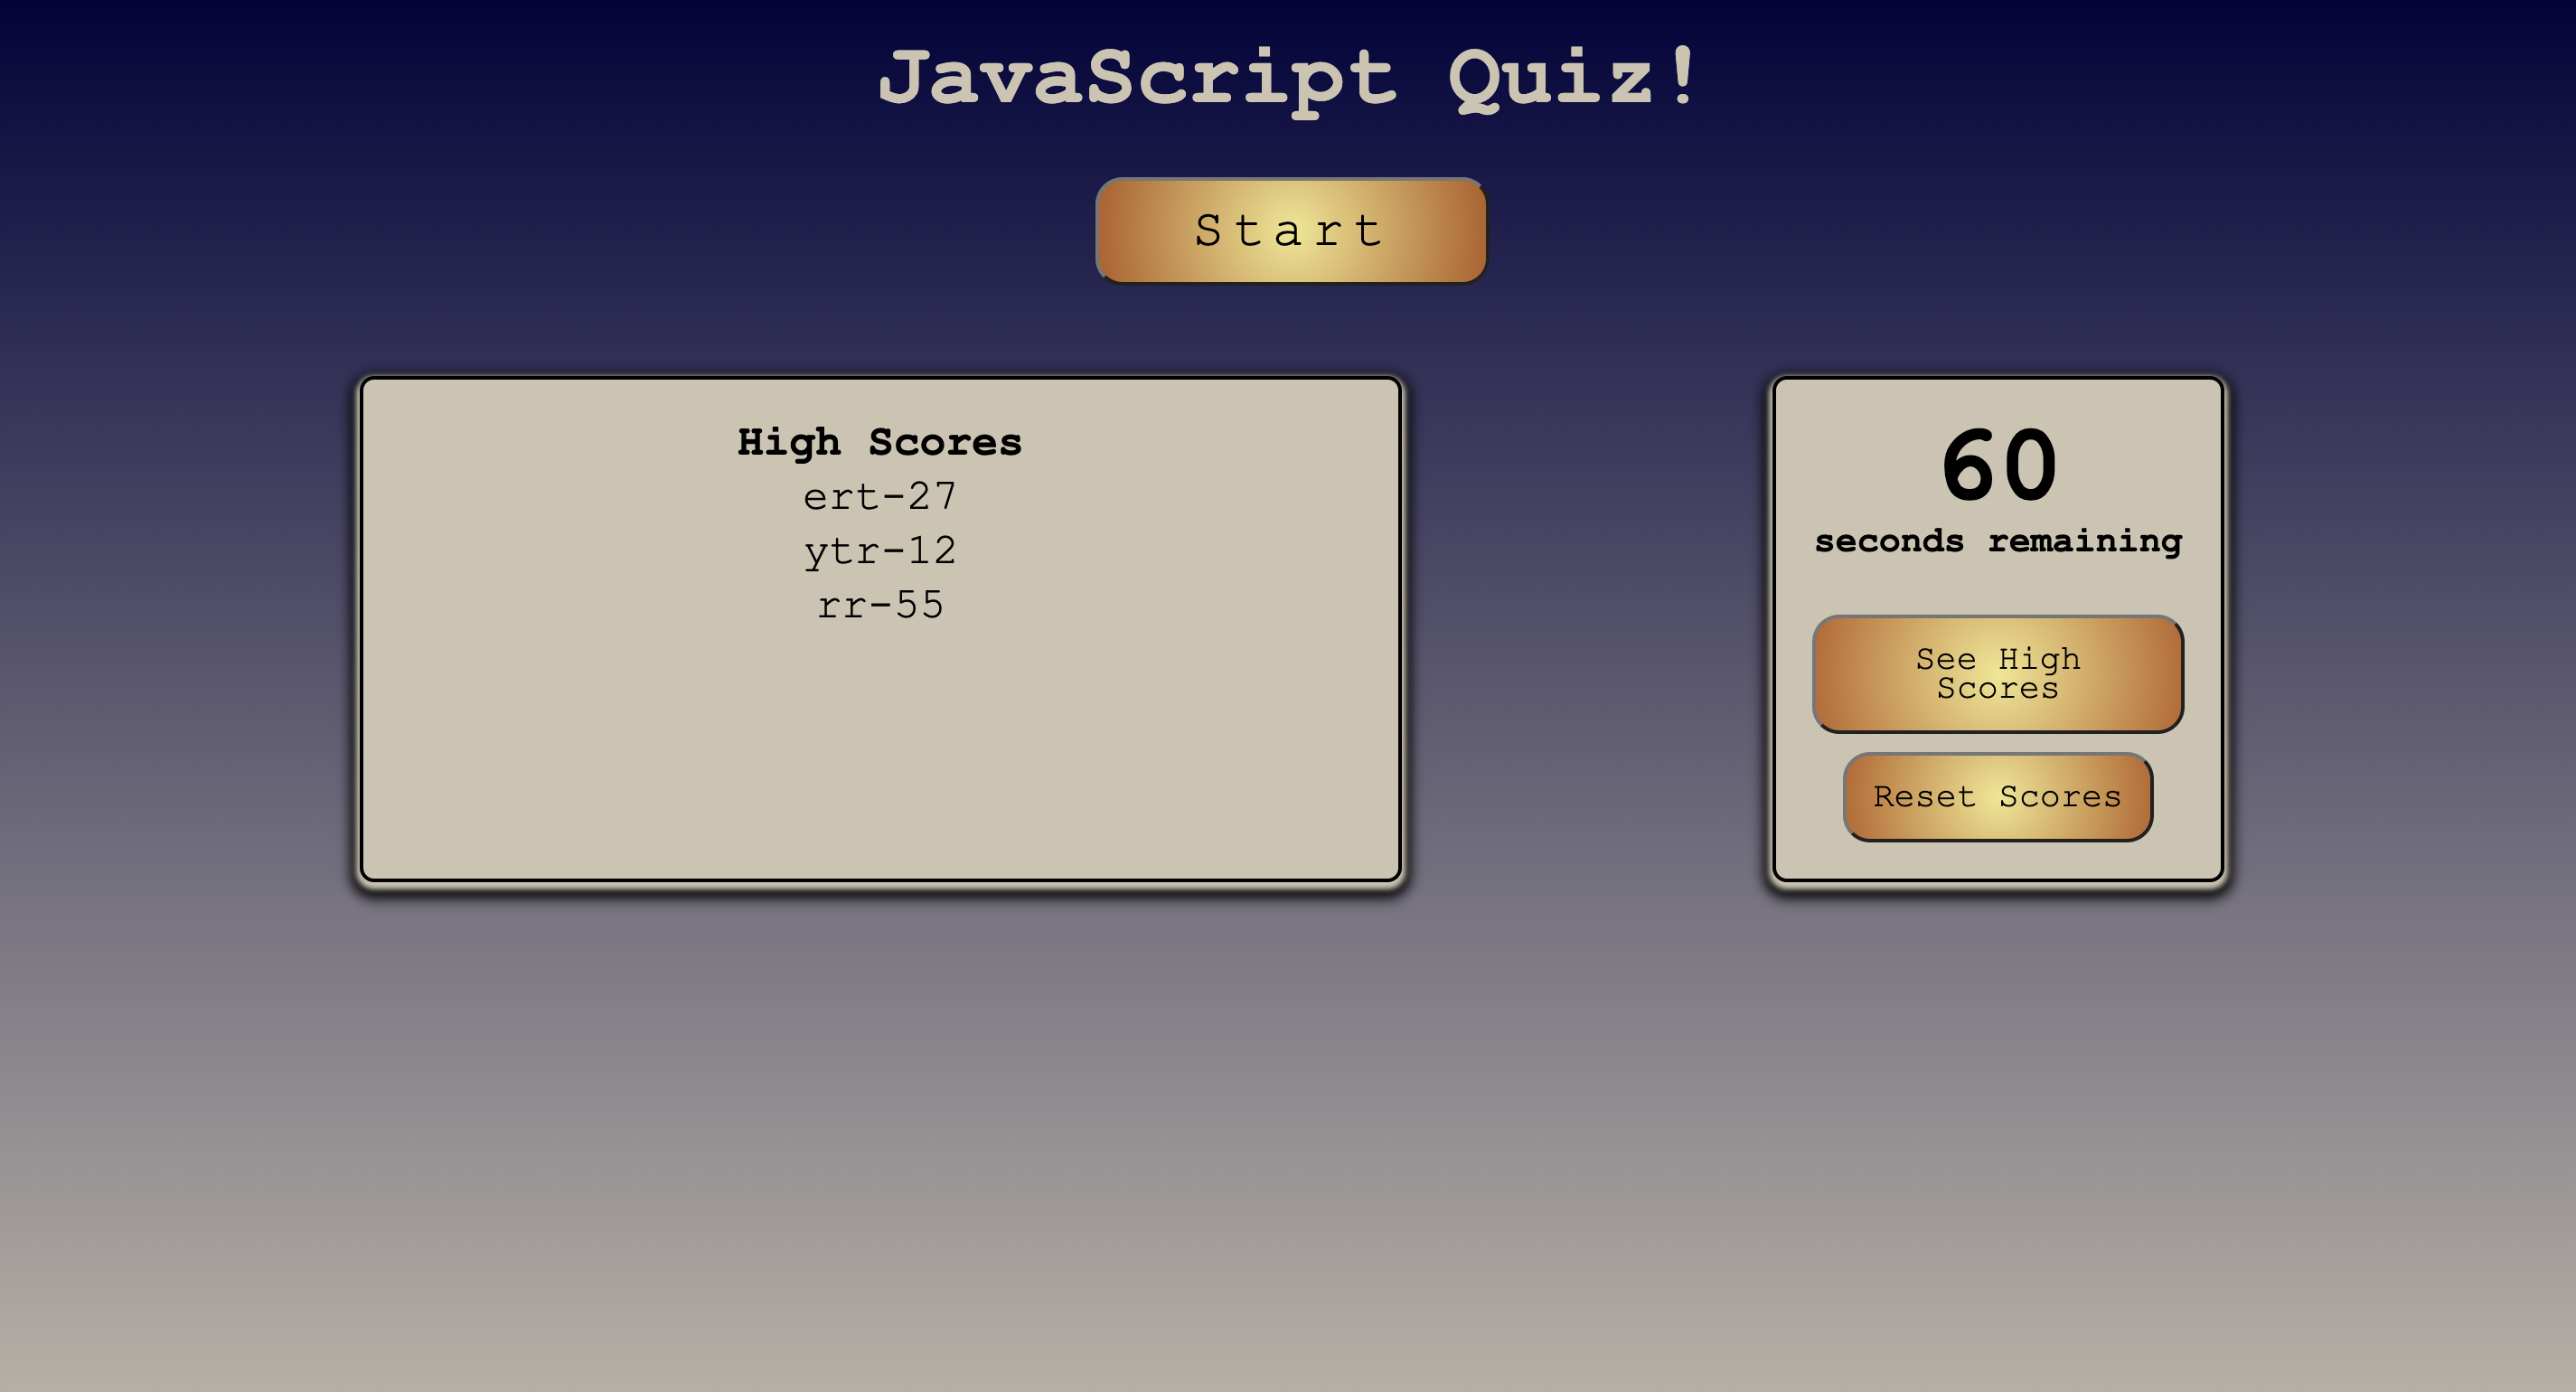 JavaScript Quiz!
Start
High Scores
ert-27
ytr-12
rr-55
60
seconds remaining
See High
Scores
Reset Scores